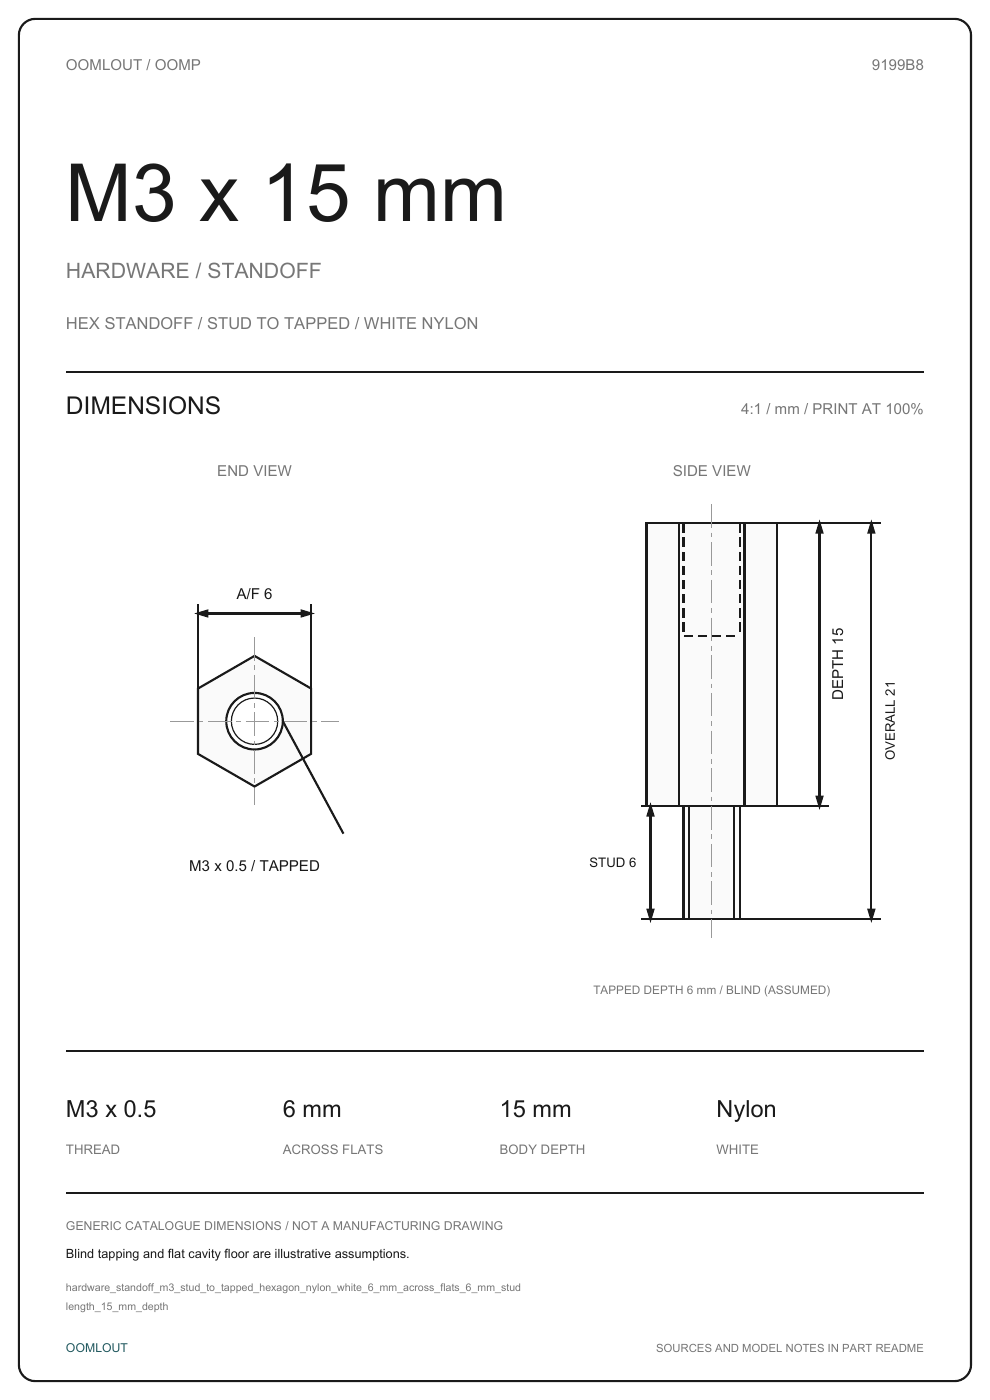 OOMLOUT / OOMP
9199B8
M3 x 15 mm
HARDWARE / STANDOFF
HEX STANDOFF / STUD TO TAPPED / WHITE NYLON
DIMENSIONS
4:1 / mm / PRINT AT 100%
END VIEW
SIDE VIEW
A/F 6
M3 x 0.5 / TAPPED
DEPTH 15
OVERALL 21
STUD 6
TAPPED DEPTH 6 mm / BLIND (ASSUMED)
M3 x 0.5
THREAD
6 mm
ACROSS FLATS
15 mm
BODY DEPTH
Nylon
WHITE
GENERIC CATALOGUE DIMENSIONS / NOT A MANUFACTURING DRAWING
Blind tapping and flat cavity floor are illustrative assumptions.
hardware_standoff_m3_stud_to_tapped_hexagon_nylon_white_6_mm_across_flats_6_mm_stud
length_15_mm_depth
OOMLOUT
SOURCES AND MODEL NOTES IN PART README